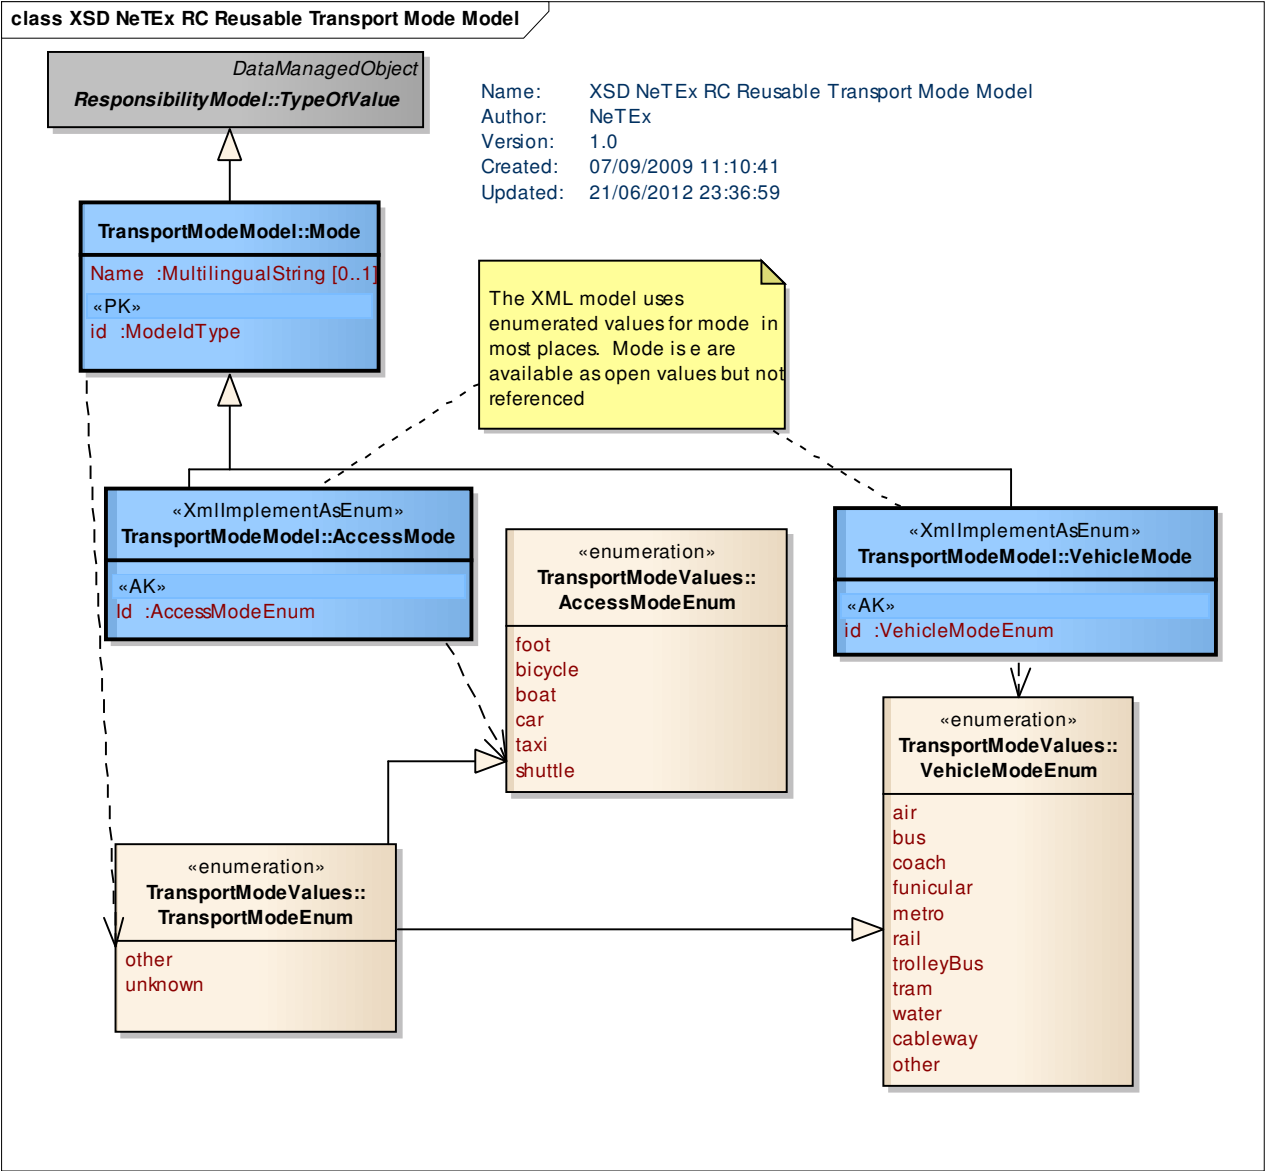 class XSD NeTEx RC Reusable Transport Mode Model
DataManagedObject
ResponsibilityModel::TypeOfValue
Name: XSD NeTEx RC Reusable Transport Mode Model
Author: NeTEx
Version: 1.0
Created: 07/09/2009 11:10:41
Updated: 21/06/2012 23:36:59
TransportModeModel::Mode
Name :MultilingualString [0..1]
«PK»
id :ModeIdType
The XML model uses
enumerated values for mode in
most places. Mode is e are
available as open values but not
referenced
«XmlImplementAsEnum»
TransportModeModel::AccessMode
«AK»
Id :AccessModeEnum
«enumeration»
TransportModeValues::
AccessModeEnum
foot
bicycle
boat
car
taxi
shuttle
«XmlImplementAsEnum»
TransportModeModel::VehicleMode
«AK»
id :VehicleModeEnum
«enumeration»
TransportModeValues::
VehicleModeEnum
air
bus
coach
funicular
metro
rail
trolleyBus
tram
water
cableway
other
«enumeration»
TransportModeValues::
TransportModeEnum
other
unknown